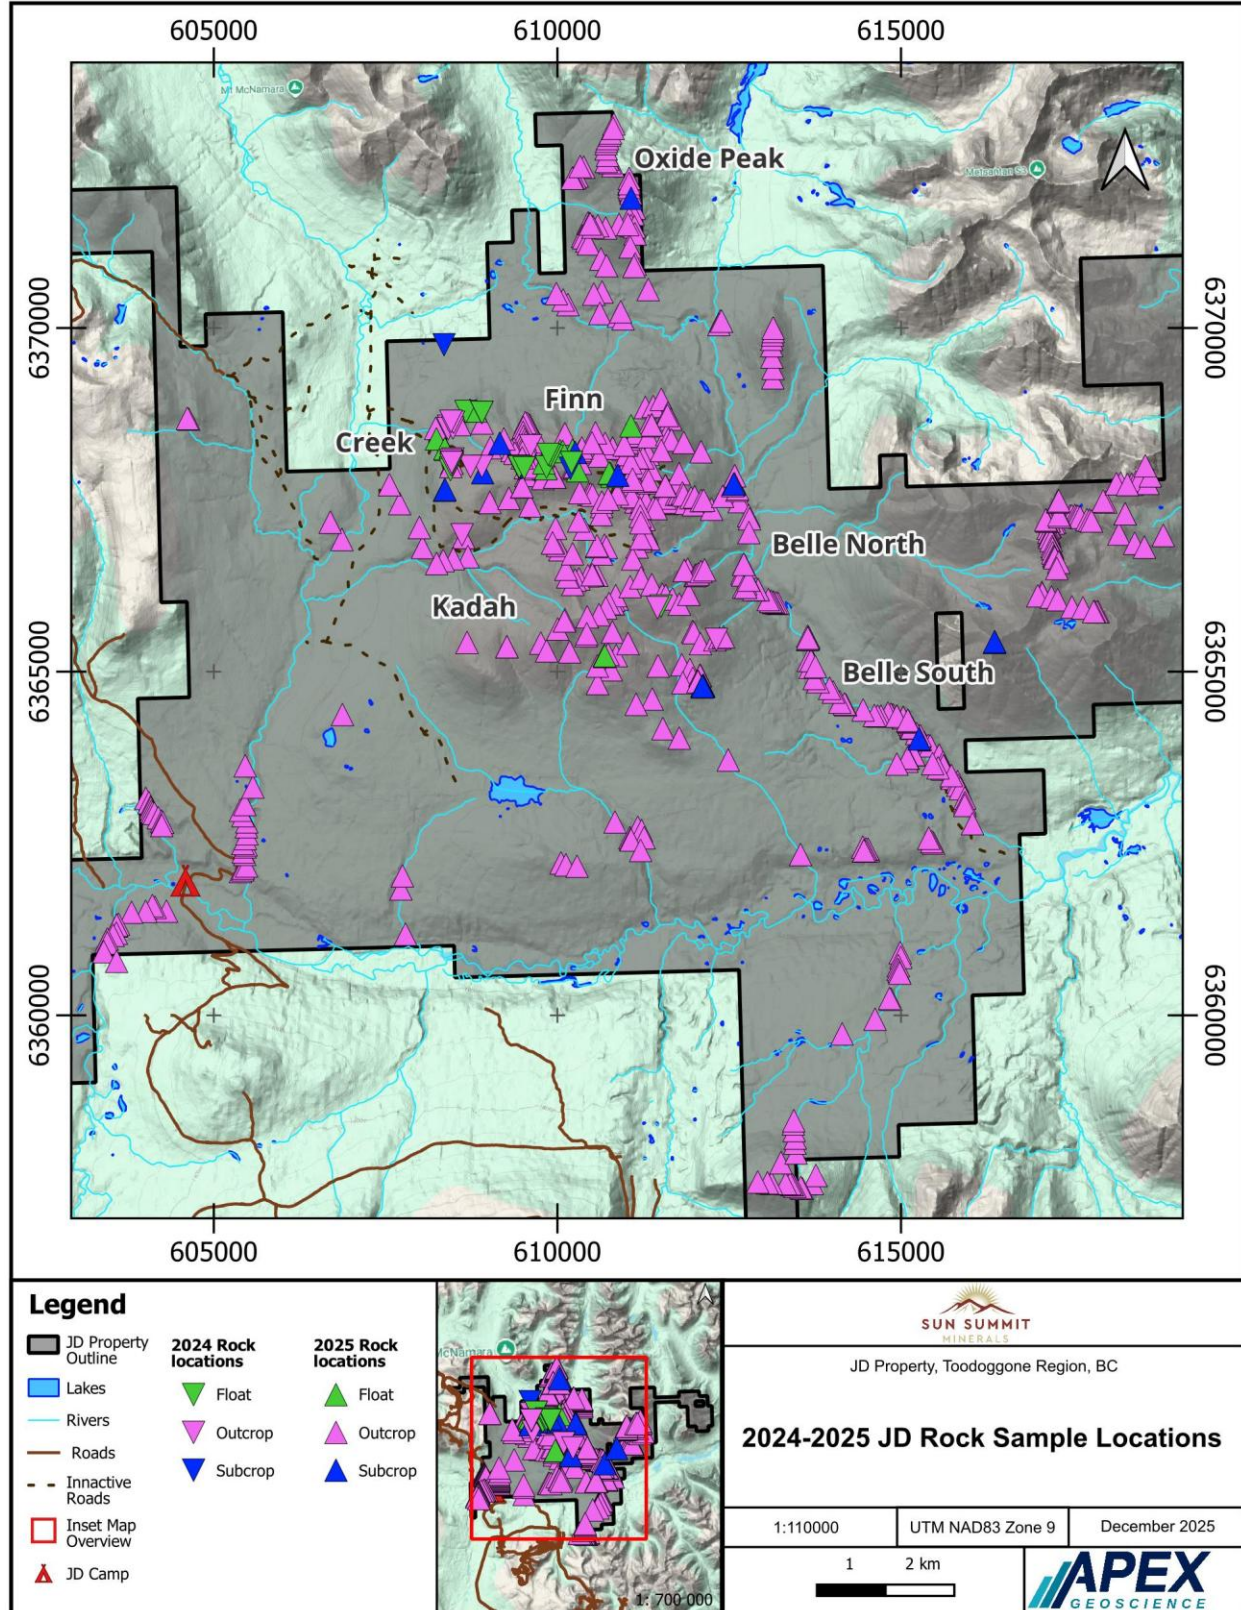 605000
610000
615000
Mt McNamara
Oxide Peak
Metsantan
6370000
6370000
Finn
Creek
Belle North
Kadah
Belle South
6365000
6365000
6360000
6360000
605000
610000
615000
Legend
JD Property
Outline
Lakes
Rivers
Roads
Innactive
Roads
Inset Map
Overview
JD Camp
2024 Rock
locations
Float
Outcrop
Subcrop
2025 Rock
locations
Float
Outcrop
Subcrop
McNamara
1: 700 000
SUN SUMMIT
MINERALS
JD Property, Toodoggone Region, BC
2024-2025 JD Rock Sample Locations
1:110000
UTM NAD83 Zone 9
December 2025
1 2 km
APEX
GEOSCIENCE